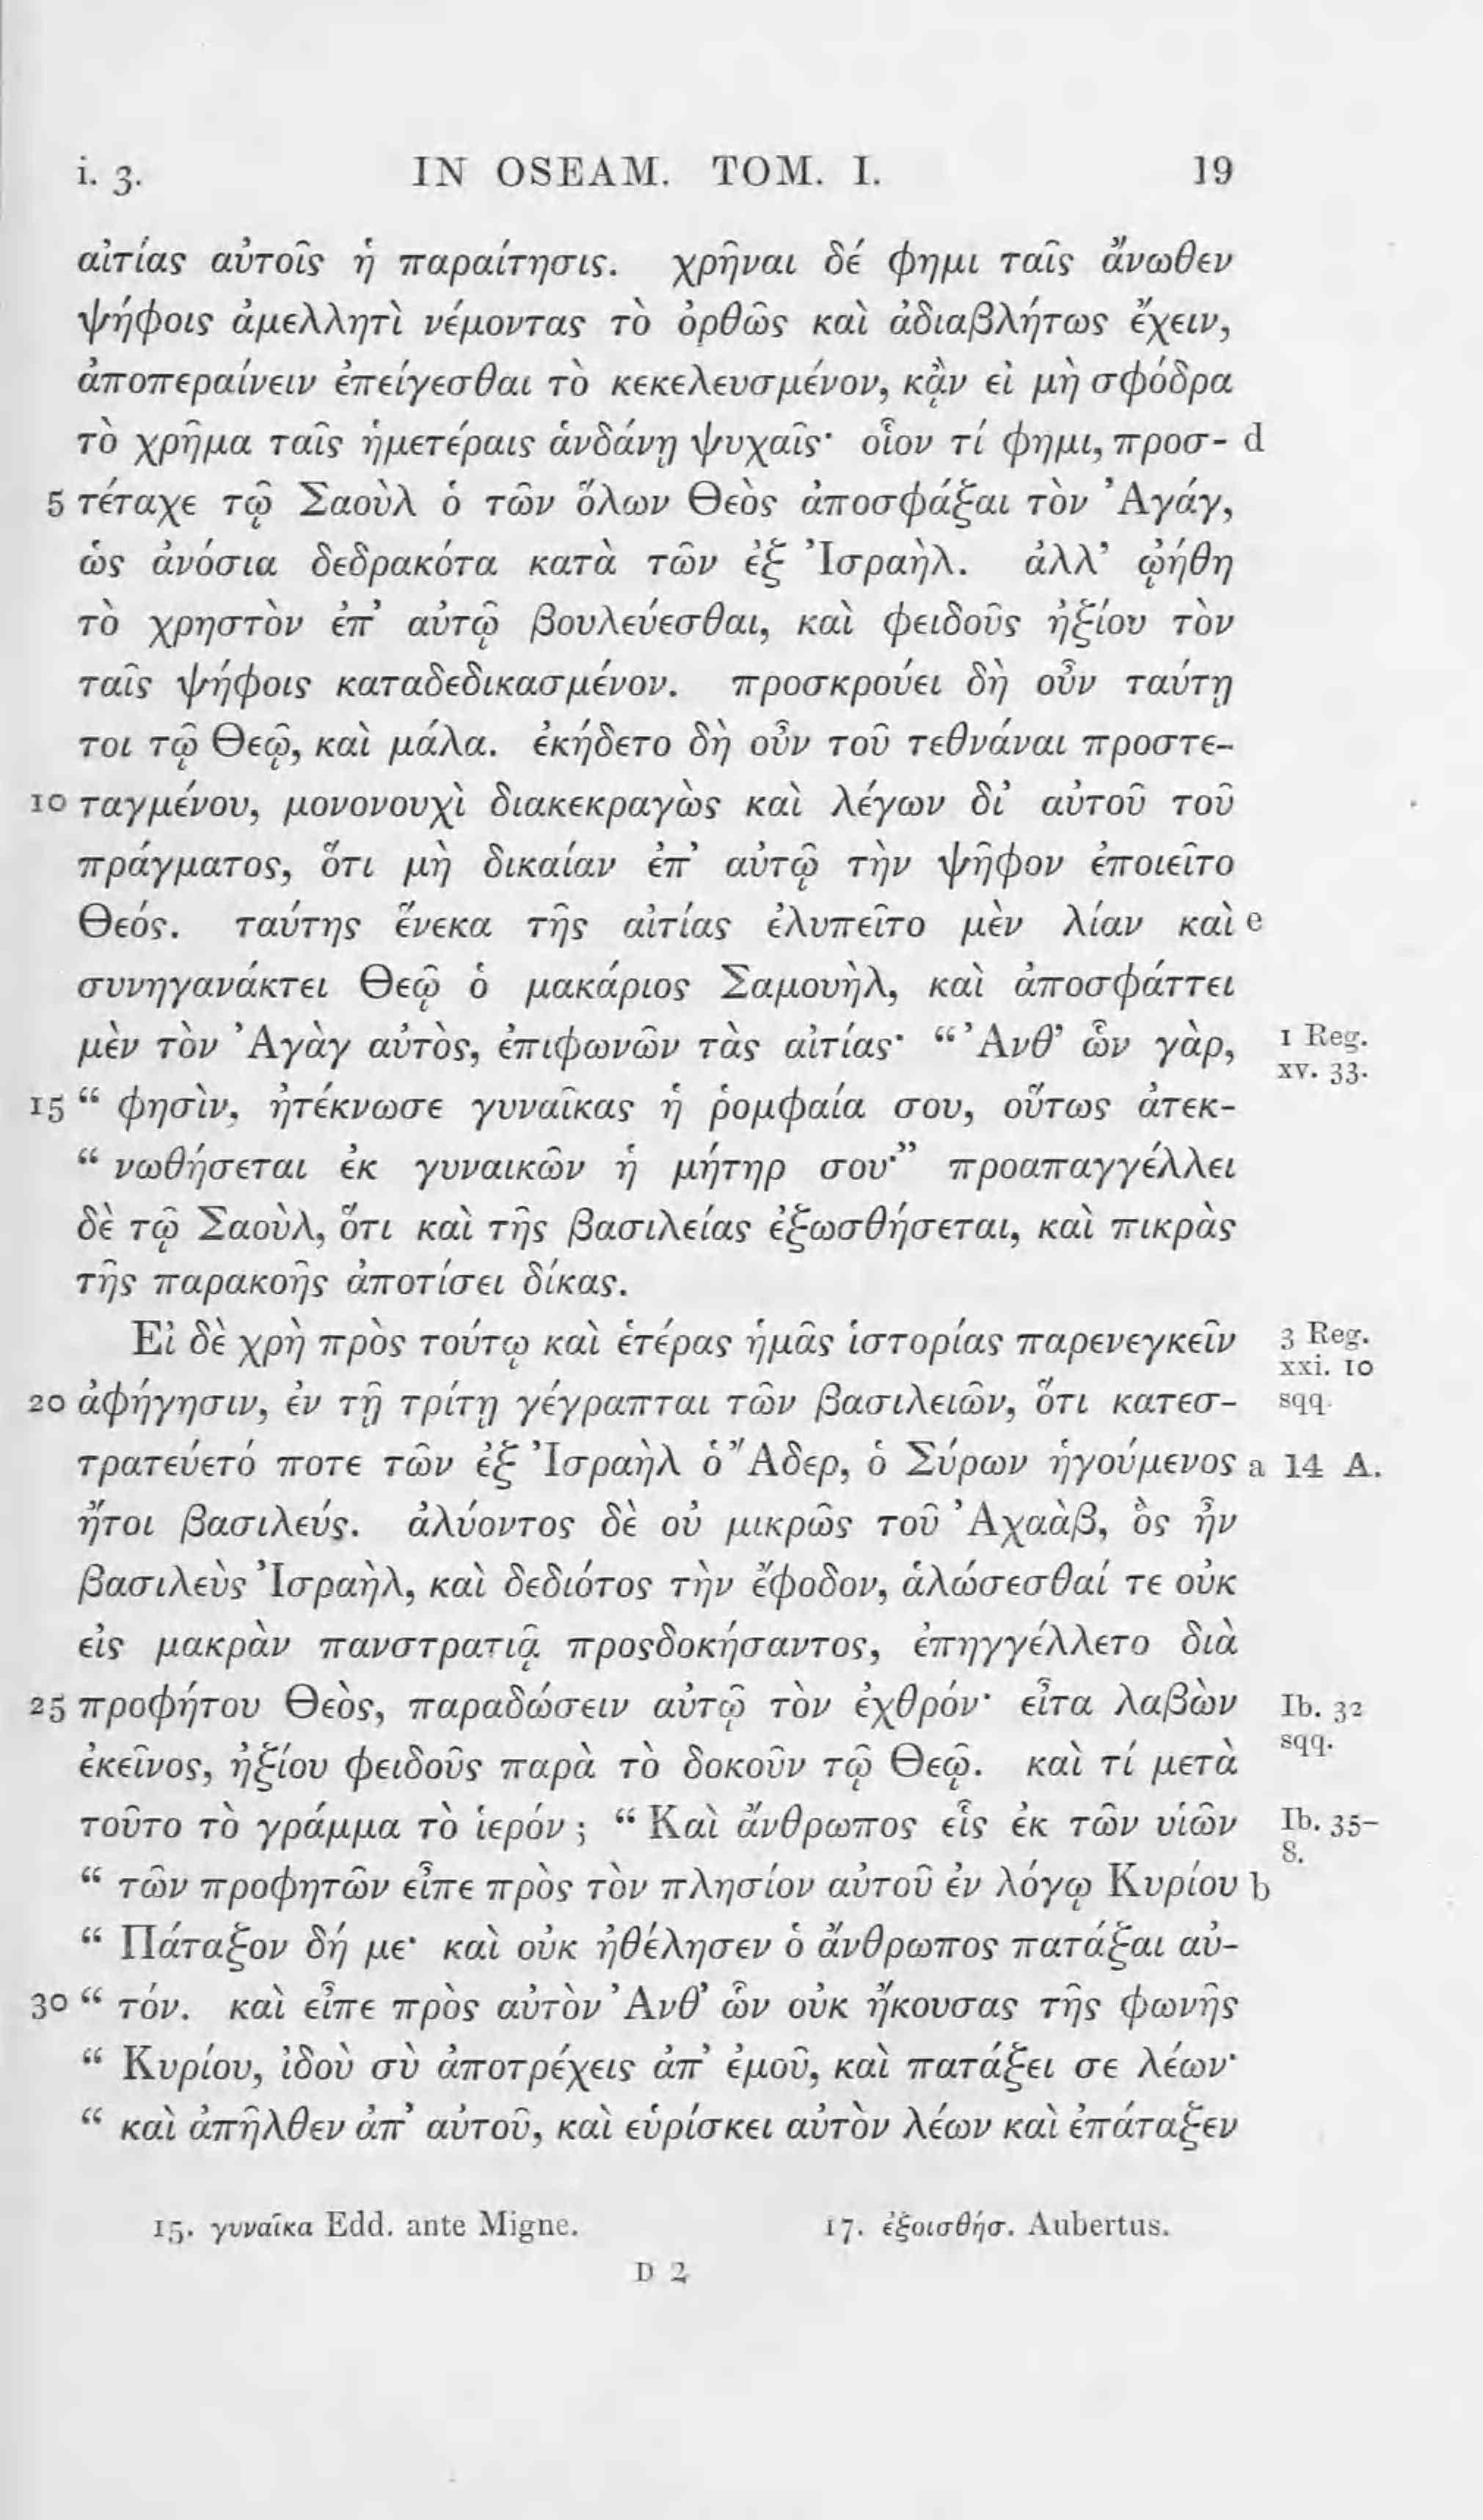 i. 3. IN OSEAM. TOM. I. 19
αἰτίας αὐτοῖς ἡ παραίτησις. χρῆναι δέ φημι ταῖς ἄνωθεν
ψήφοις ἀμελλητὶ νέμοντας τὸ ὀρθῶς καὶ ἀδιαβλήτως ἔχειν,
ἀποπεραίνειν ἐπείγεσθαι τὸ κεκελευσμένον, κᾂν εἰ μὴ σφόδρα
τὸ χρῆμα ταῖς ἡμετέραις ἁνδάνῃ ψυχαῖς· οἷον τί φημι, προσ- d
5 τέταχε τῷ Σαοὺλ ὁ τῶν ὅλων Θεὸς ἀποσφάξαι τὸν Ἀγάγ,
ὡς ἀνόσια δεδρακότα κατὰ τῶν ἐξ Ἰσραήλ. ἀλλ’ ᾠήθη
τὸ χρηστὸν ἐπ’ αὐτῷ βουλεύεσθαι, καὶ φειδοῦς ἠξίου τὸν
ταῖς ψήφοις καταδεδικασμένον. προσκρούει δὴ οὖν ταύτῃ
τοι τῷ Θεῷ, καὶ μάλα. ἐκήδετο δὴ οὖν τοῦ τεθνάναι προστε-
10 ταγμένου, μονονουχὶ διακεκραγὼς καὶ λέγων δι’ αὐτοῦ τοῦ
πράγματος, ὅτι μὴ δικαίαν ἐπ’ αὐτῷ τὴν ψῆφον ἐποιεῖτο
Θεός. ταύτης ἕνεκα τῆς αἰτίας ἐλυπεῖτο μὲν λίαν καὶ e
συνηγανάκτει Θεῷ ὁ μακάριος Σαμουὴλ, καὶ ἀποσφάττει
μὲν τὸν Ἀγὰγ αὐτὸς, ἐπιφωνῶν τὰς αἰτίας· “Ἀνθ’ ὧν γὰρ, 1 Reg. xv. 33.
15 “ φησὶν, ἠτέκνωσε γυναῖκας ἡ ῥομφαία σου, οὕτως ἀτεκ-
“ νωθήσεται ἐκ γυναικῶν ἡ μήτηρ σου·” προαπαγγέλλει
δὲ τῷ Σαοὺλ, ὅτι καὶ τῆς βασιλείας ἐξωσθήσεται, καὶ πικρὰς
τῆς παρακοῆς ἀποτίσει δίκας.
Εἰ δὲ χρὴ πρὸς τούτῳ καὶ ἑτέρας ἡμᾶς ἱστορίας παρενεγκεῖν 3 Reg. xxi. 10
20 ἀφήγησιν, ἐν τῇ τρίτῃ γέγραπται τῶν βασιλειῶν, ὅτι κατεσ- sqq.
τρατεύετό ποτε τῶν ἐξ Ἰσραὴλ ὁ Ἄδερ, ὁ Σύρων ἡγούμενος a 14 A.
ἤτοι βασιλεύς. ἀλύοντος δὲ οὐ μικρῶς τοῦ Ἀχαὰβ, ὃς ἦν
βασιλεὺς Ἰσραὴλ, καὶ δεδιότος τὴν ἔφοδον, ἁλώσεσθαί τε οὐκ
εἰς μακρὰν πανστρατιᾷ προςδοκήσαντος, ἐπηγγέλλετο διὰ
25 προφήτου Θεὸς, παραδώσειν αὐτῷ τὸν ἐχθρόν· εἶτα λαβὼν Ib. 32 sqq.
ἐκεῖνος, ἠξίου φειδοῦς παρὰ τὸ δοκοῦν τῷ Θεῷ. καὶ τί μετὰ
τοῦτο τὸ γράμμα τὸ ἱερόν ; “ Καὶ ἄνθρωπος εἷς ἐκ τῶν υἱῶν Ib. 35–8.
“ τῶν προφητῶν εἶπε πρὸς τὸν πλησίον αὐτοῦ ἐν λόγῳ Κυρίου b
“ Πάταξον δή με· καὶ οὐκ ἠθέλησεν ὁ ἄνθρωπος πατάξαι αὐ-
30 “ τόν. καὶ εἶπε πρὸς αὐτὸν Ἀνθ’ ὧν οὐκ ἤκουσας τῆς φωνῆς
“ Κυρίου, ἰδοὺ σὺ ἀποτρέχεις ἀπ’ ἐμοῦ, καὶ πατάξει σε λέων·
“ καὶ ἀπῆλθεν ἀπ’ αὐτοῦ, καὶ εὑρίσκει αὐτὸν λέων καὶ ἐπάταξεν
15. γυναῖκα Edd. ante Migne. 17. ἐξοισθήσ. Aubertus.
D 2